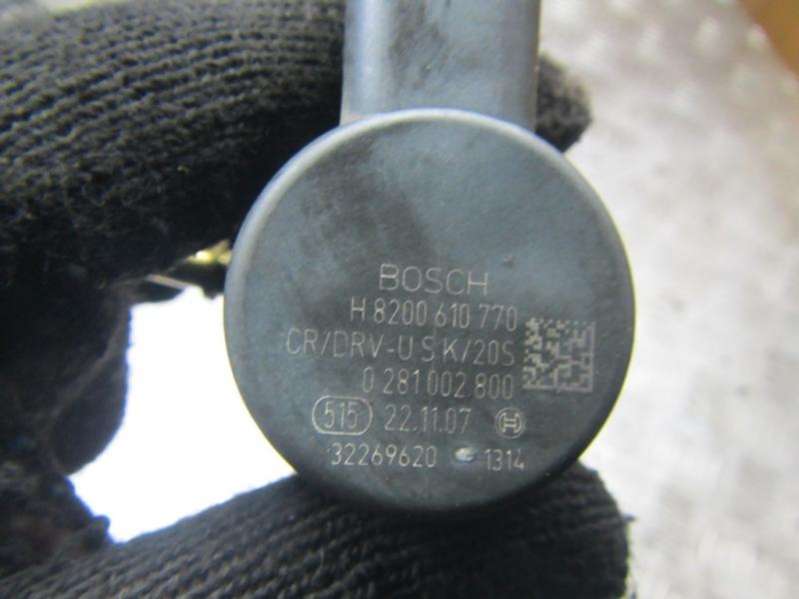 BOSCH
H 8200 610 770
CR/DRV-U S K/20S
0 281 002 800
515 22.11.07 H
32269620 1314